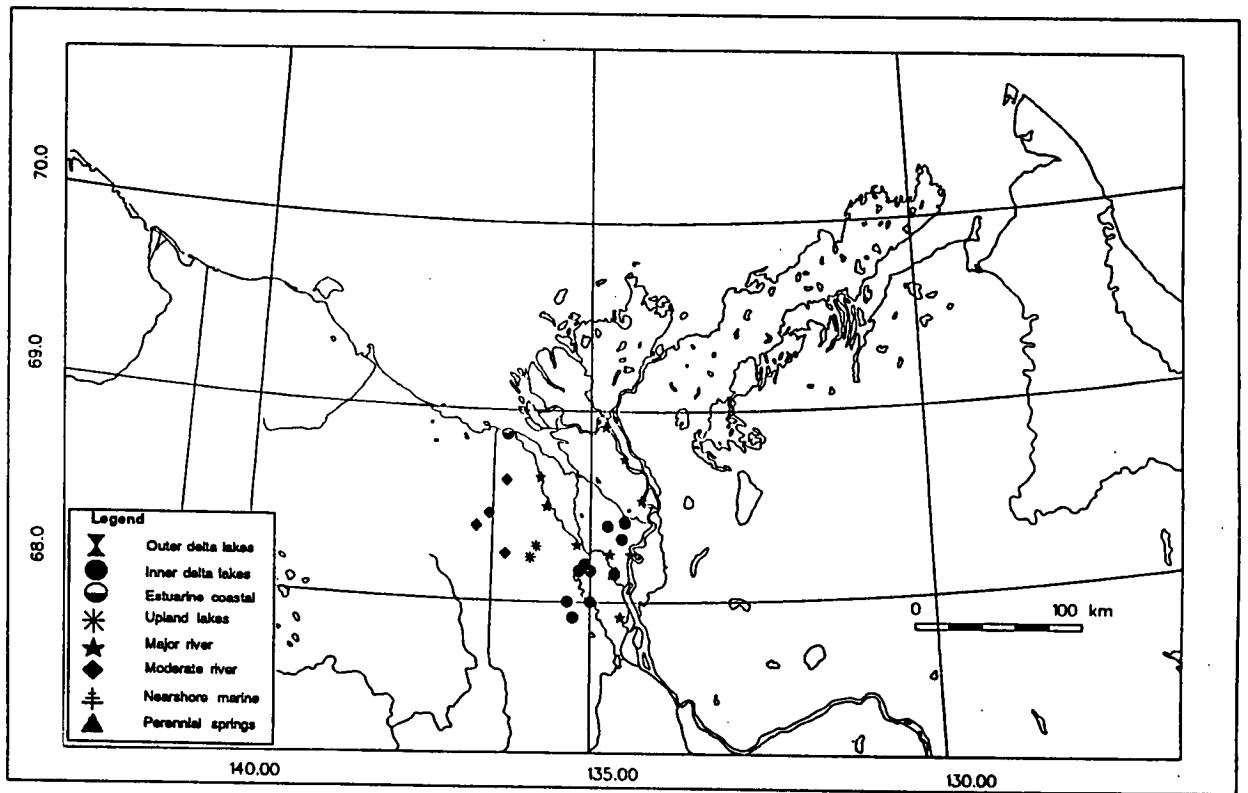 70.0
69.0
68.0
Legend
Outer delta lakes
Inner delta lakes
Estuarine coastal
Upland lakes
Major river
Moderate river
Nearshore marine
Perennial springs
0 100 km
140.00 135.00 130.00